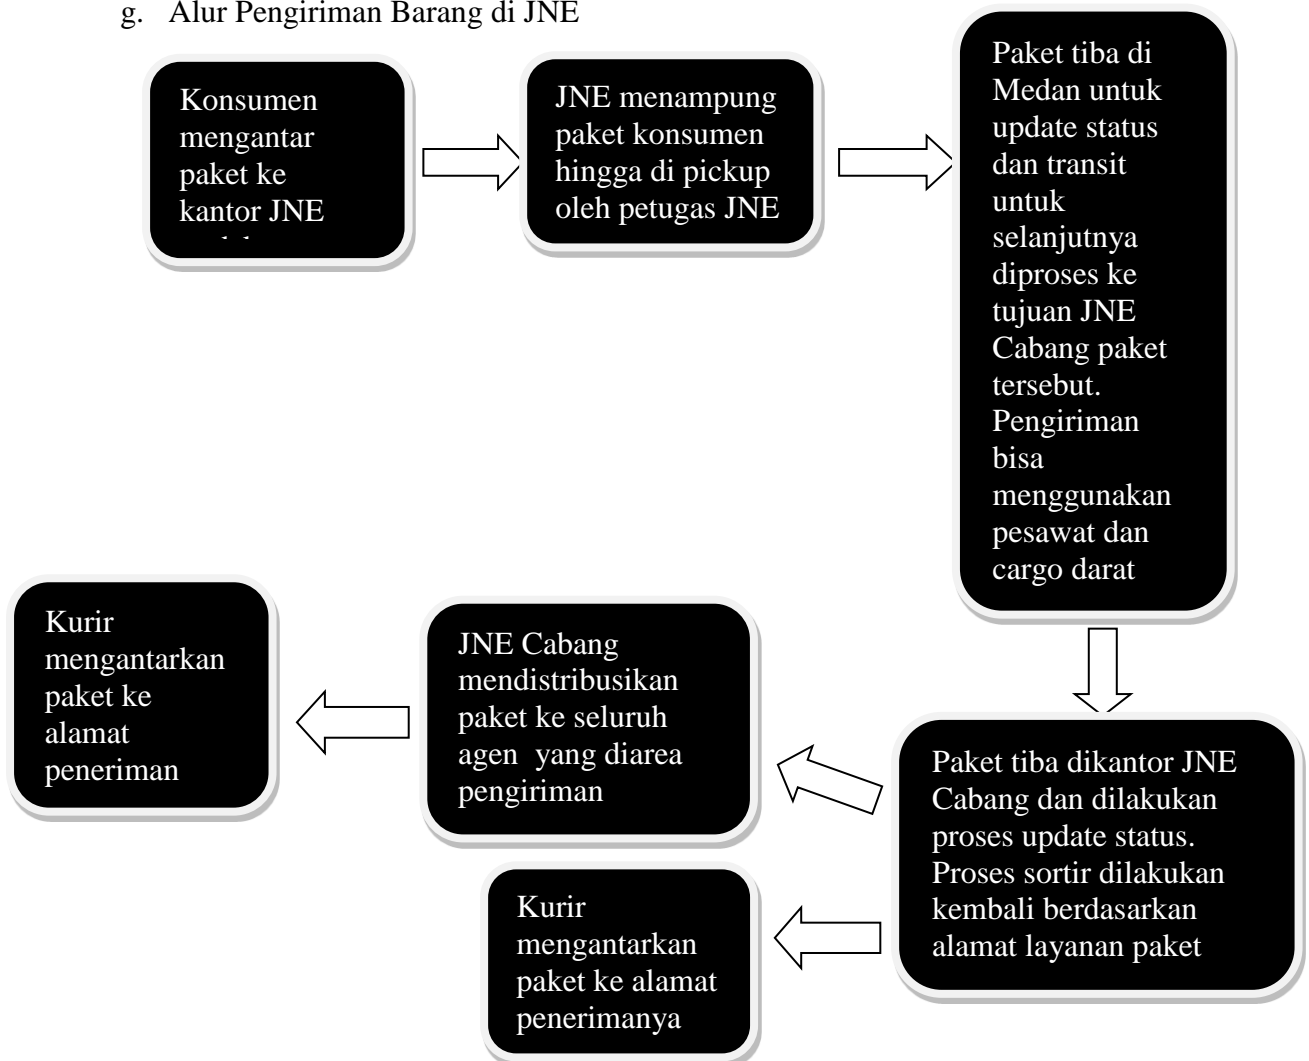 g. Alur Pengiriman Barang di JNE
Konsumen
mengantar
paket ke
kantor JNE
JNE menampung
paket konsumen
hingga di pickup
oleh petugas JNE
Paket tiba di
Medan untuk
update status
dan transit
untuk
selanjutnya
diproses ke
tujuan JNE
Cabang paket
tersebut.
Pengiriman
bisa
menggunakan
pesawat dan
cargo darat
Paket tiba dikantor JNE
Cabang dan dilakukan
proses update status.
Proses sortir dilakukan
kembali berdasarkan
alamat layanan paket
JNE Cabang
mendistribusikan
paket ke seluruh
agen  yang diarea
pengiriman
Kurir
mengantarkan
paket ke
alamat
peneriman
Kurir
mengantarkan
paket ke alamat
penerimanya